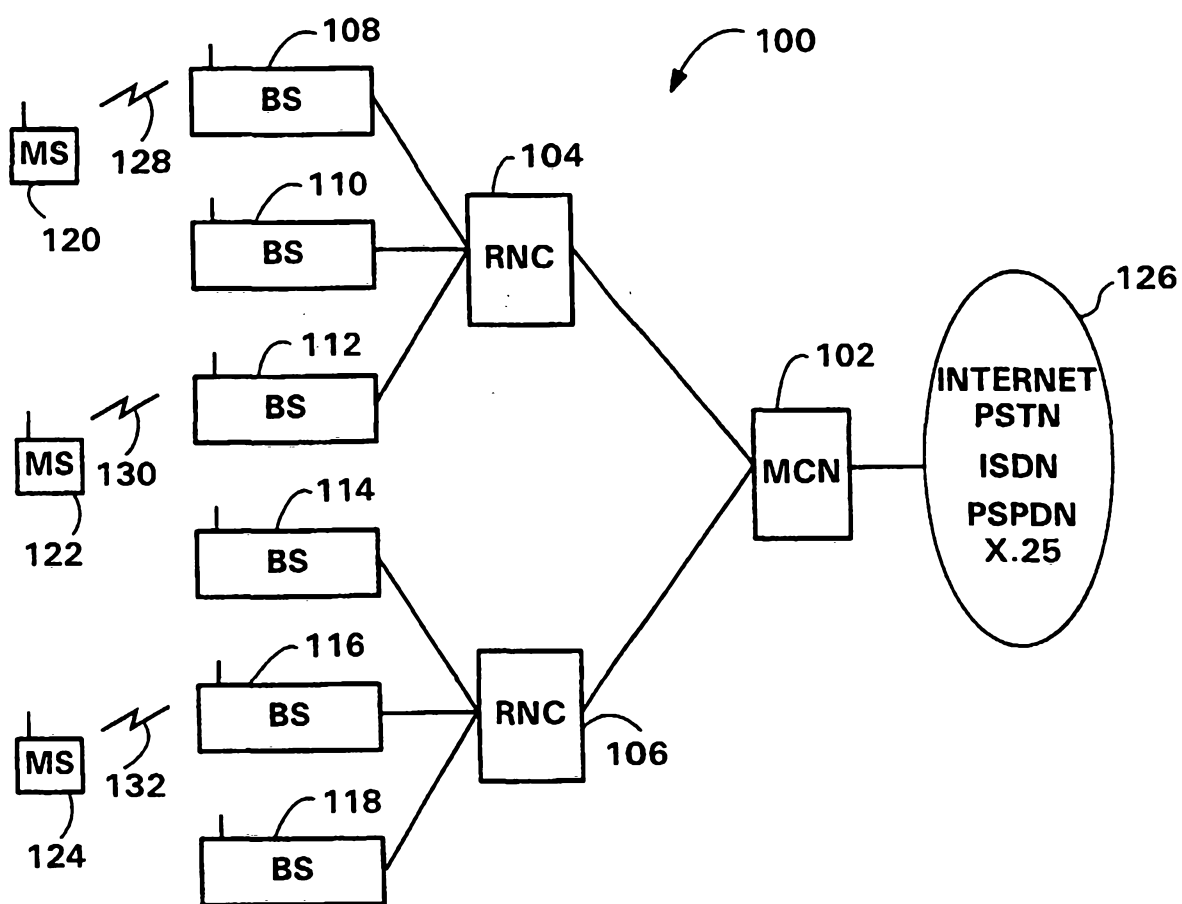 108
100
BS
MS
128
120
104
110
BS
RNC
126
112
BS
102
INTERNET
PSTN
ISDN
PSPDN
X.25
MCN
MS
130
122
114
BS
116
BS
RNC
106
MS
132
124
118
BS